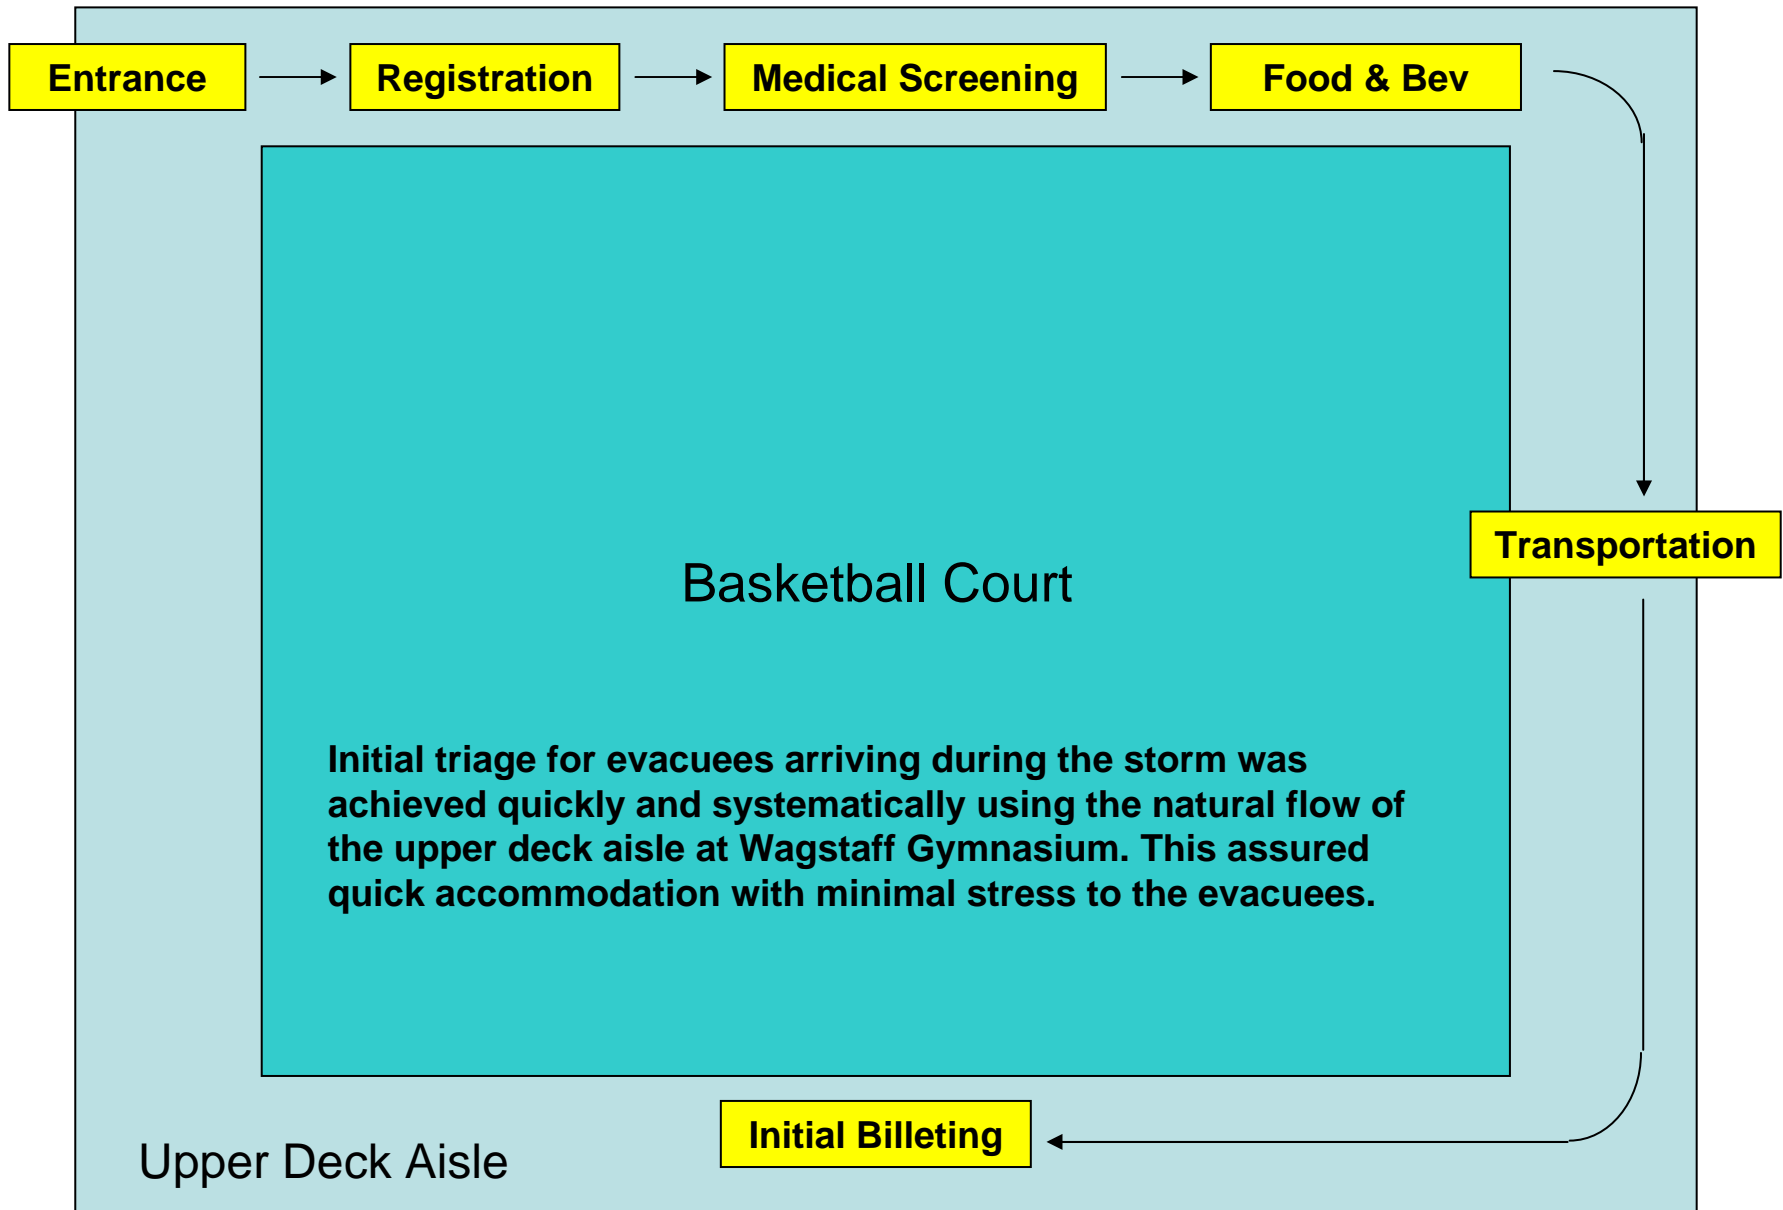 Entrance
Registration
Medical Screening
Food & Bev
Transportation
Basketball Court
Initial triage for evacuees arriving during the storm was
achieved quickly and systematically using the natural flow of
the upper deck aisle at Wagstaff Gymnasium. This assured
quick accommodation with minimal stress to the evacuees.
Initial Billeting
Upper Deck Aisle